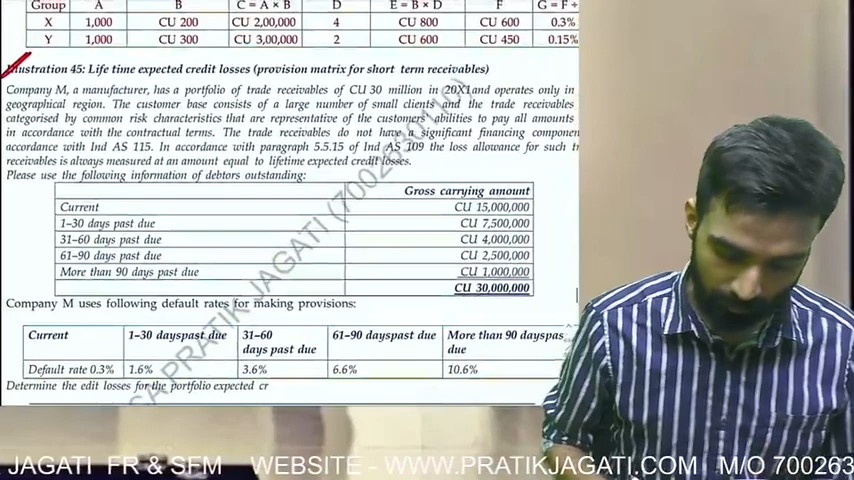 Group A B C = A × B D E = B × D F G = F ÷
X 1,000 CU 200 CU 2,00,000 4 CU 800 CU 600 0.3%
Y 1,000 CU 300 CU 3,00,000 2 CU 600 CU 450 0.15%
Illustration 45: Life time expected credit losses (provision matrix for short term receivables)
Company M, a manufacturer, has a portfolio of trade receivables of CU 30 million in 20X1and operates only in
geographical region. The customer base consists of a large number of small clients and the trade receivables
categorised by common risk characteristics that are representative of the customers' abilities to pay all amounts
in accordance with the contractual terms. The trade receivables do not have a significant financing componen
accordance with Ind AS 115. In accordance with paragraph 5.5.15 of Ind AS 109 the loss allowance for such tr
receivables is always measured at an amount equal to lifetime expected credit losses.
Please use the following information of debtors outstanding:
Gross carrying amount
Current CU 15,000,000
1–30 days past due CU 7,500,000
31–60 days past due CU 4,000,000
61–90 days past due CU 2,500,000
More than 90 days past due CU 1,000,000
CU 30,000,000
Company M uses following default rates for making provisions:
Current 1–30 dayspast due 31–60 days past due 61–90 dayspast due More than 90 dayspas due
Default rate 0.3% 1.6% 3.6% 6.6% 10.6%
Determine the edit losses for the portfolio expected cr
CA PRATIK JAGATI (700263
JAGATI FR & SFM WEBSITE - WWW.PRATIKJAGATI.COM M/O 700263